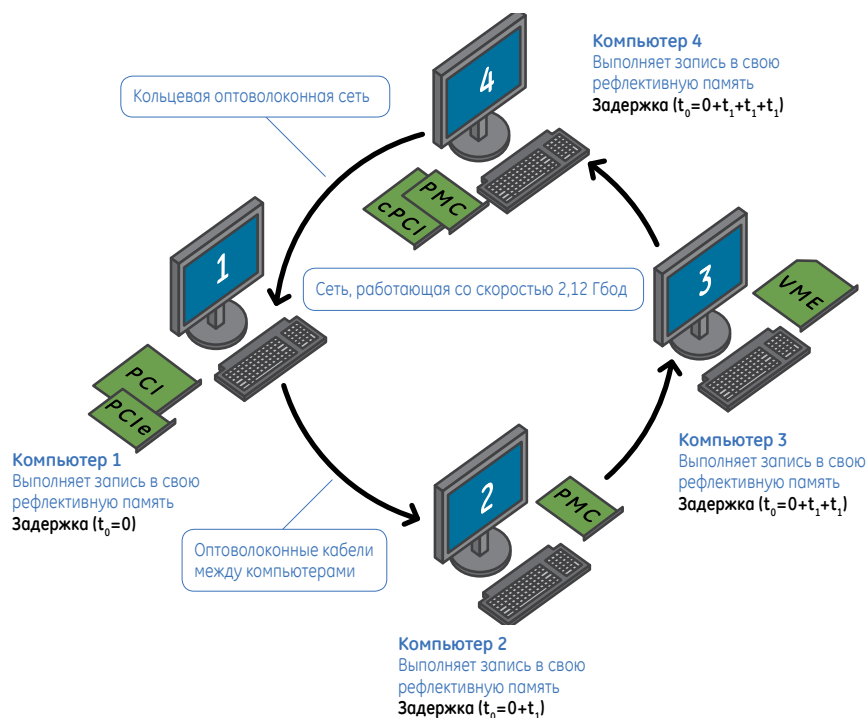 Компьютер 4
Выполняет запись в свою
рефлективную память
Задержка (t₀=0+t₁+t₁+t₁)
Кольцевая оптоволоконная сеть
4
PMC
cPCI
1
Сеть, работающая со скоростью 2,12 Гбод
3
VME
PCI
PCIe
Компьютер 1
Выполняет запись в свою
рефлективную память
Задержка (t₀=0)
Компьютер 3
Выполняет запись в свою
рефлективную память
Задержка (t₀=0+t₁+t₁)
2
PMC
Оптоволоконные кабели
между компьютерами
Компьютер 2
Выполняет запись в свою
рефлективную память
Задержка (t₀=0+t₁)